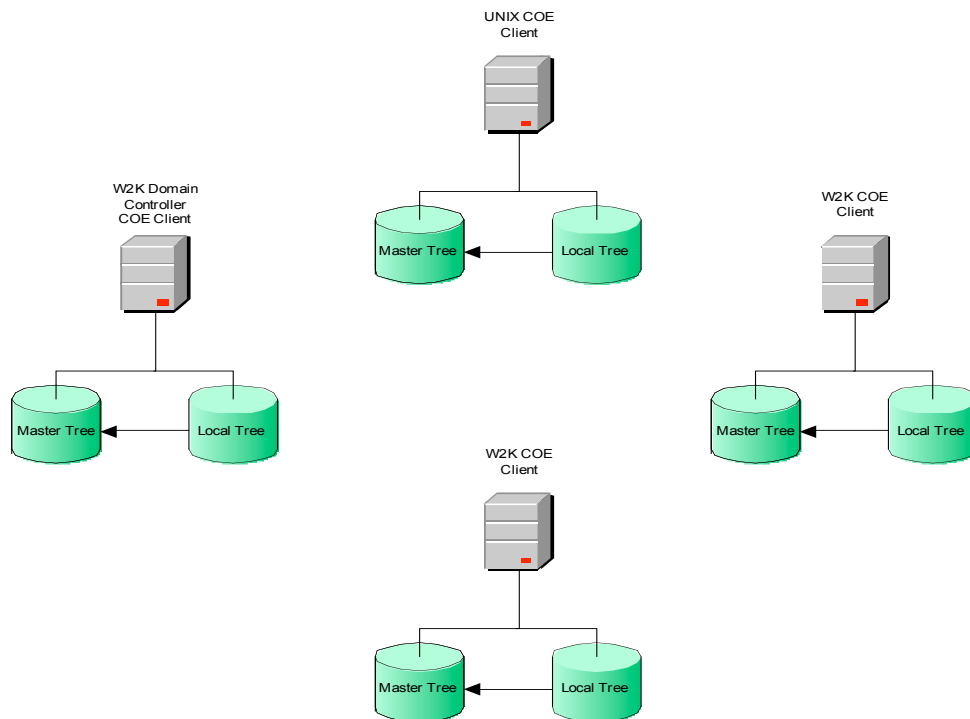 UNIX COE
Client
Master Tree
Local Tree
W2K Domain
Controller
COE Client
Master Tree
Local Tree
W2K COE
Client
Master Tree
Local Tree
W2K COE
Client
Master Tree
Local Tree